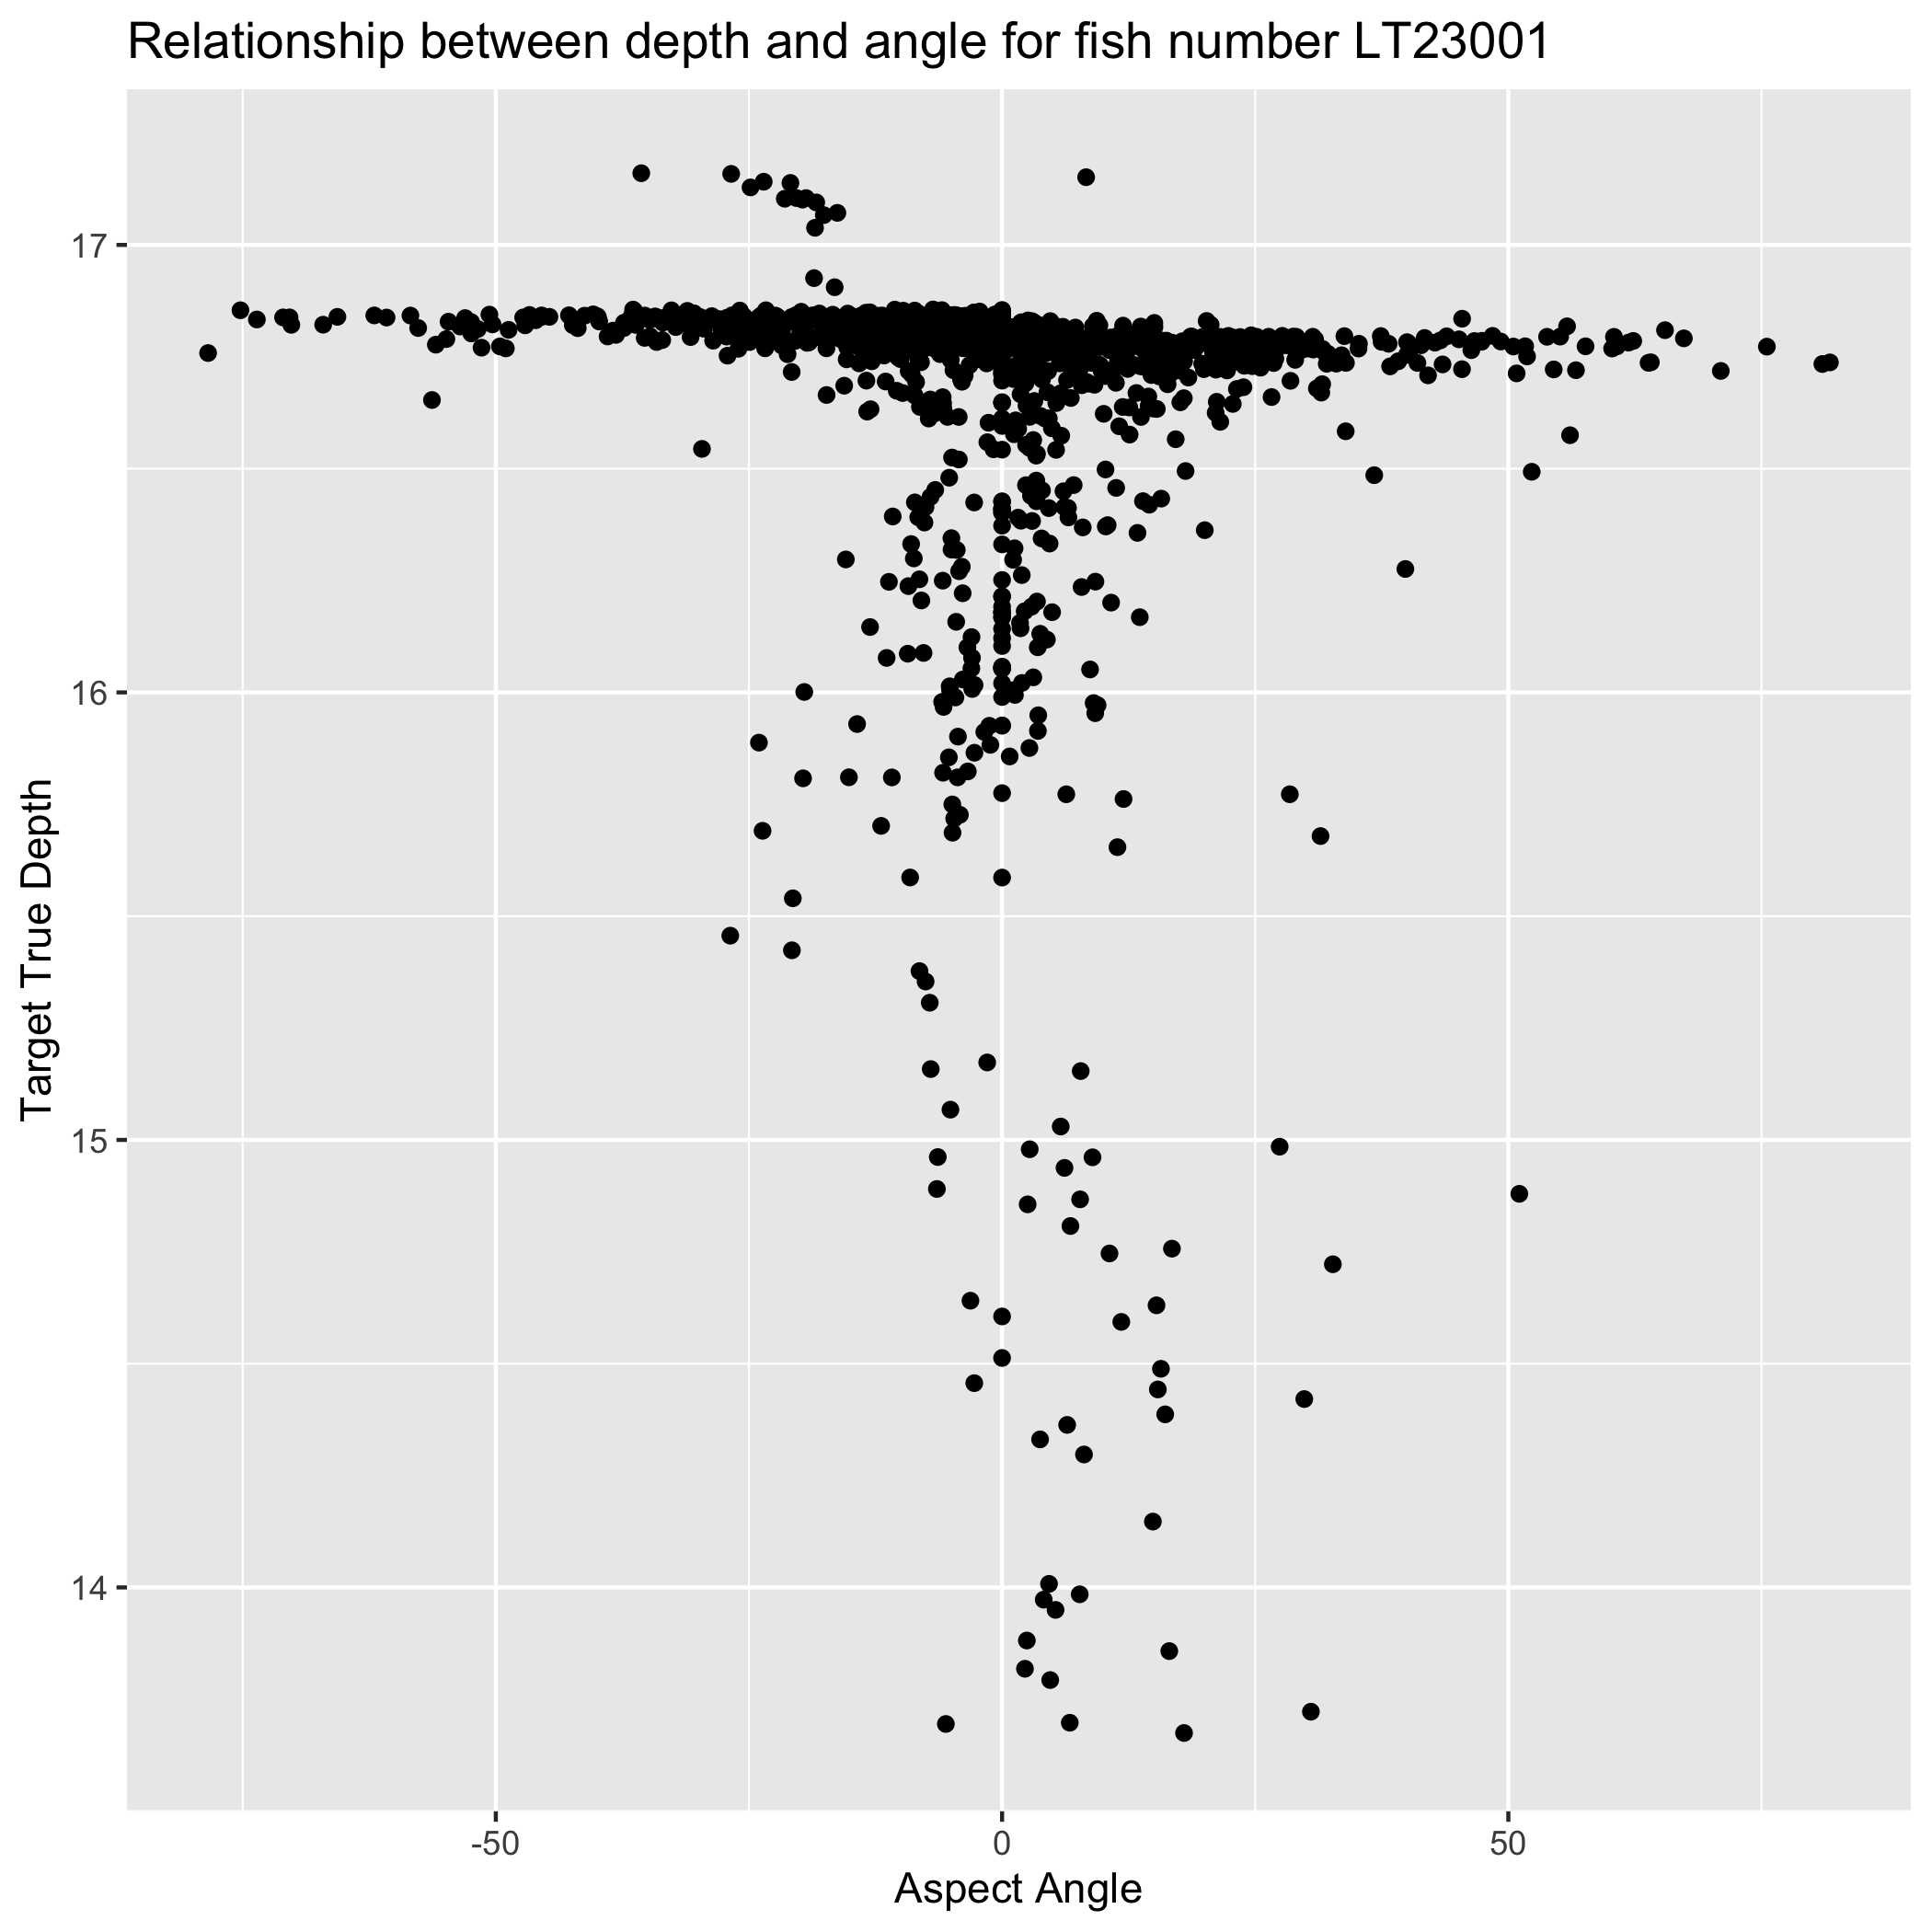 Relationship between depth and angle for fish number LT23001
17
16
15
14
Target True Depth
-50
0
50
Aspect Angle